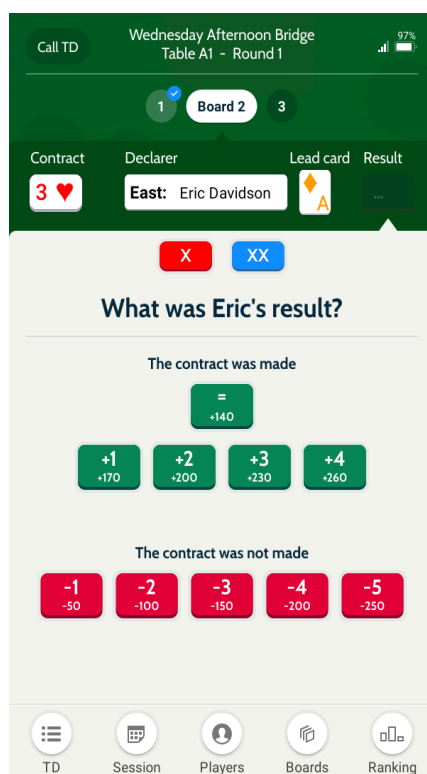 Call TD
Wednesday Afternoon Bridge
Table A1 - Round 1
97%
1
Board 2
3
Contract Declarer Lead card Result
3 ♥ East: Eric Davidson ♦ A ...
X XX
What was Eric's result?
The contract was made
=
+140
+1 +2 +3 +4
+170 +200 +230 +260
The contract was not made
-1 -2 -3 -4 -5
-50 -100 -150 -200 -250
TD Session Players Boards Ranking